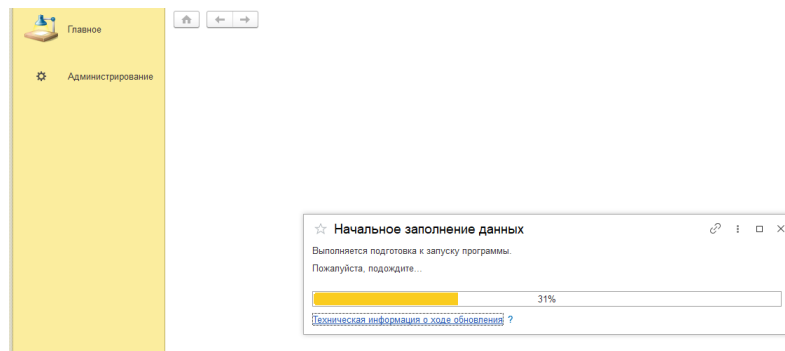 Главное
Администрирование
Начальное заполнение данных
Выполняется подготовка к запуску программы.
Пожалуйста, подождите...
31%
Техническая информация о ходе обновления ?